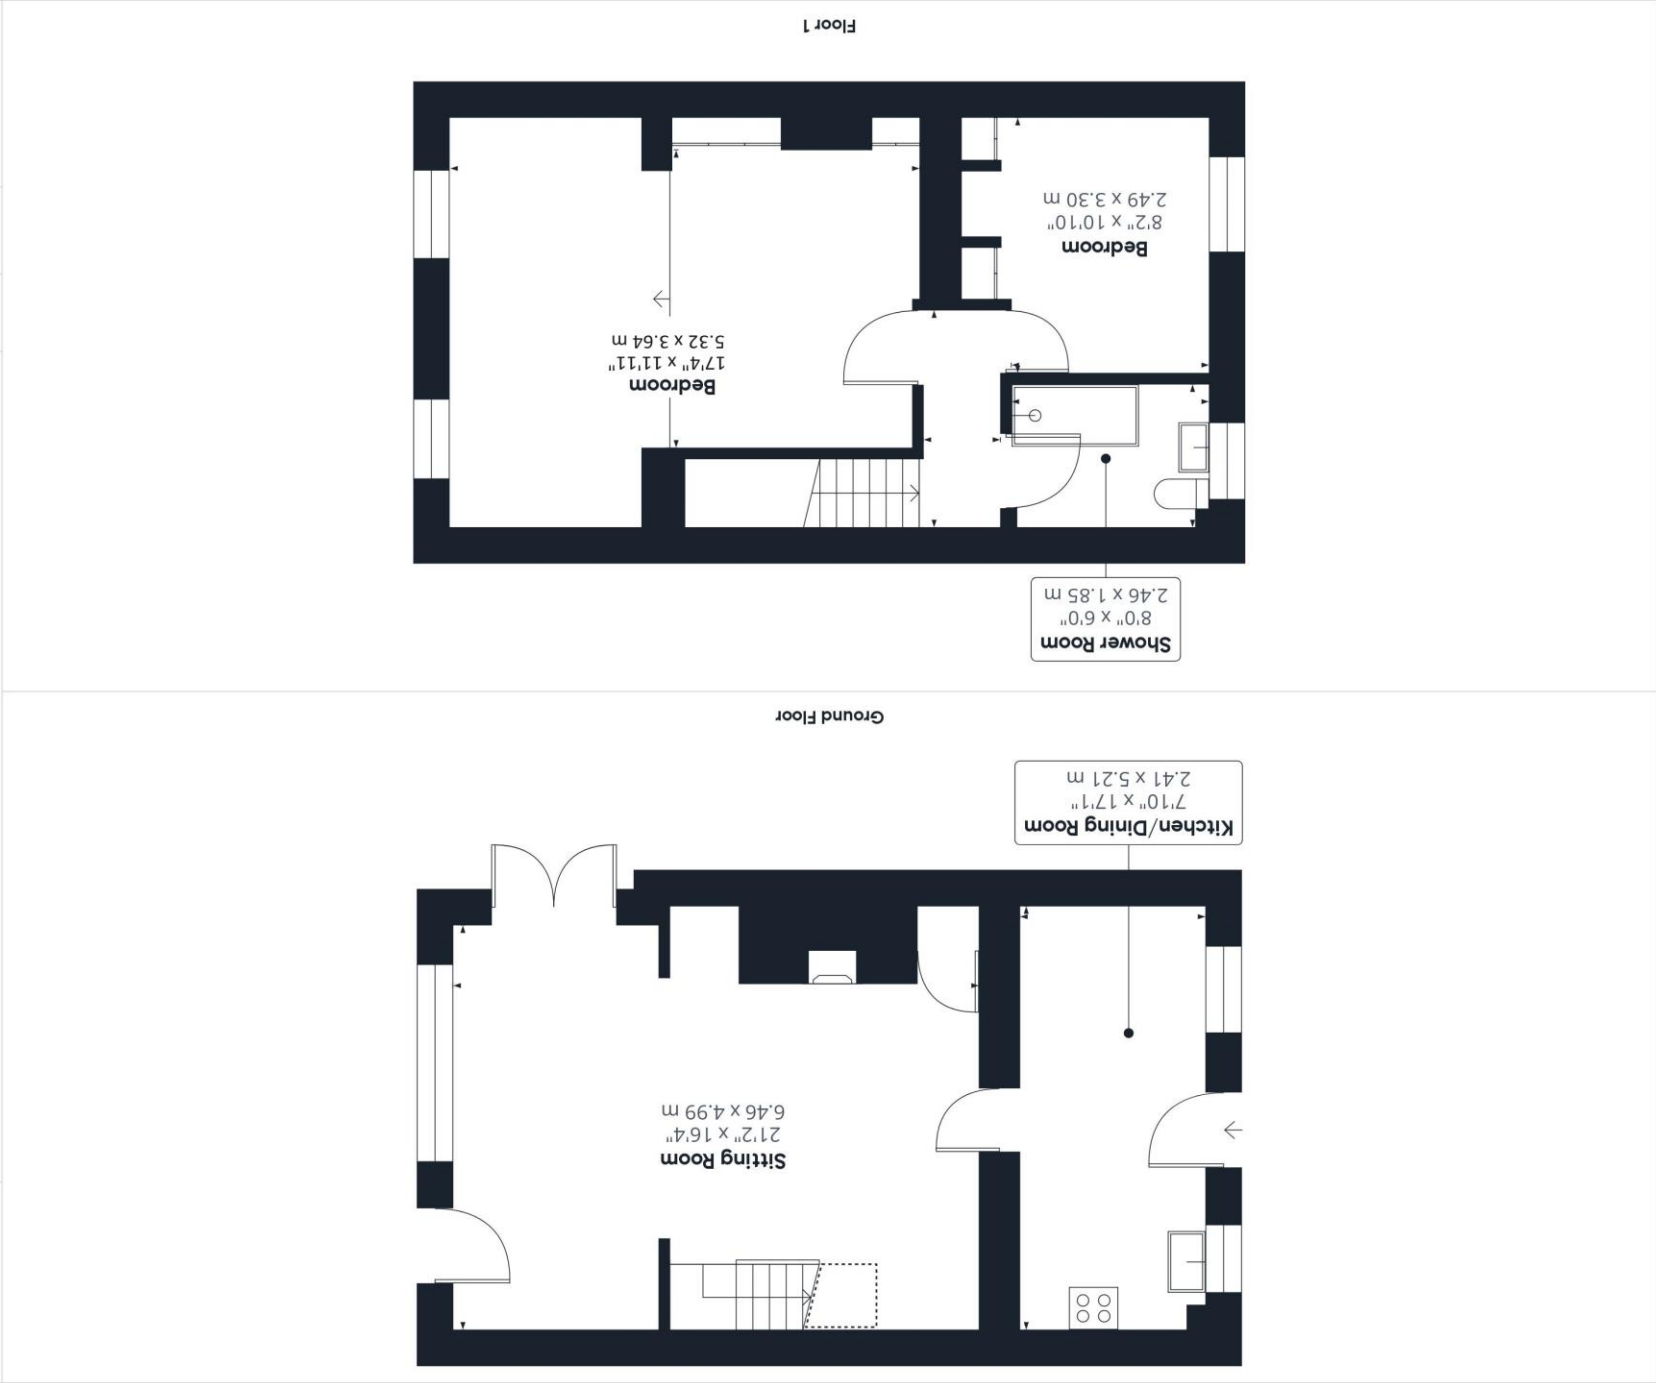 Sitting Room
21'2" x 16'4"
6.46 x 4.99 m
Kitchen/Dining Room
7'10" x 17'1"
2.41 x 5.21 m
Ground Floor
Shower Room
8'0" x 6'0"
2.46 x 1.85 m
Bedroom
17'4" x 11'11"
5.32 x 3.64 m
Bedroom
8'2" x 10'10"
2.49 x 3.30 m
Floor 1